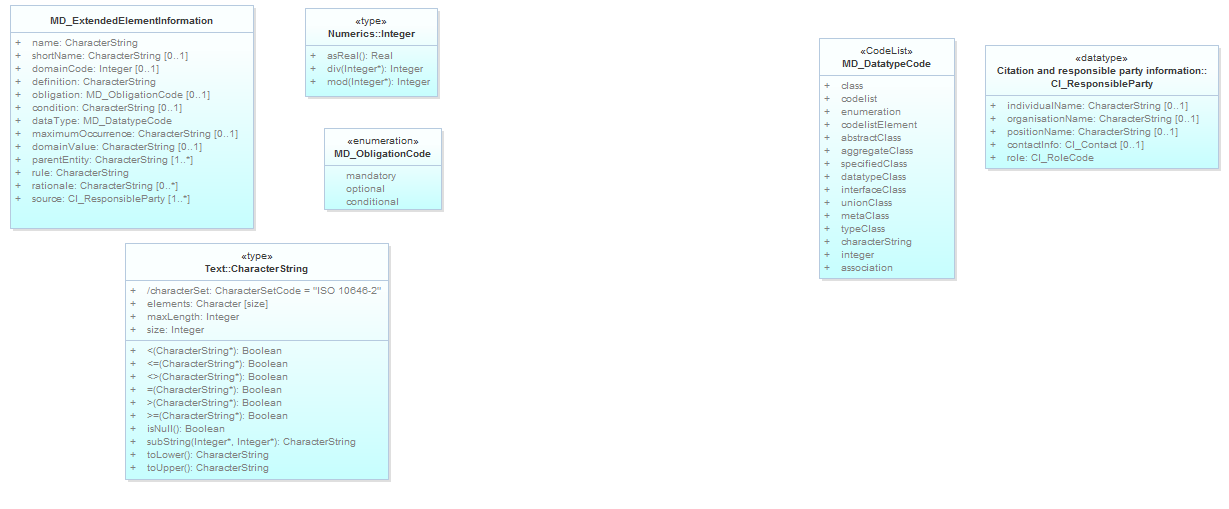 MD_ExtendedElementInformation
+ name: CharacterString
+ shortName: CharacterString [0..1]
+ domainCode: Integer [0..1]
+ definition: CharacterString
+ obligation: MD_ObligationCode [0..1]
+ condition: CharacterString [0..1]
+ dataType: MD_DatatypeCode
+ maximumOccurrence: CharacterString [0..1]
+ domainValue: CharacterString [0..1]
+ parentEntity: CharacterString [1..*]
+ rule: CharacterString
+ rationale: CharacterString [0..*]
+ source: CI_ResponsibleParty [1..*]
«type»
Numerics::Integer
+ asReal(): Real
+ div(Integer*): Integer
+ mod(Integer*): Integer
«enumeration»
MD_ObligationCode
mandatory
optional
conditional
«type»
Text::CharacterString
+ /characterSet: CharacterSetCode = "ISO 10646-2"
+ elements: Character [size]
+ maxLength: Integer
+ size: Integer
+ <(CharacterString*): Boolean
+ <=(CharacterString*): Boolean
+ <>(CharacterString*): Boolean
+ =(CharacterString*): Boolean
+ >(CharacterString*): Boolean
+ >=(CharacterString*): Boolean
+ isNull(): Boolean
+ subString(Integer*, Integer*): CharacterString
+ toLower(): CharacterString
+ toUpper(): CharacterString
«CodeList»
MD_DatatypeCode
+ class
+ codelist
+ enumeration
+ codelistElement
+ abstractClass
+ aggregateClass
+ specifiedClass
+ datatypeClass
+ interfaceClass
+ unionClass
+ metaClass
+ typeClass
+ characterString
+ integer
+ association
«datatype»
Citation and responsible party information::
CI_ResponsibleParty
+ individualName: CharacterString [0..1]
+ organisationName: CharacterString [0..1]
+ positionName: CharacterString [0..1]
+ contactInfo: CI_Contact [0..1]
+ role: CI_RoleCode